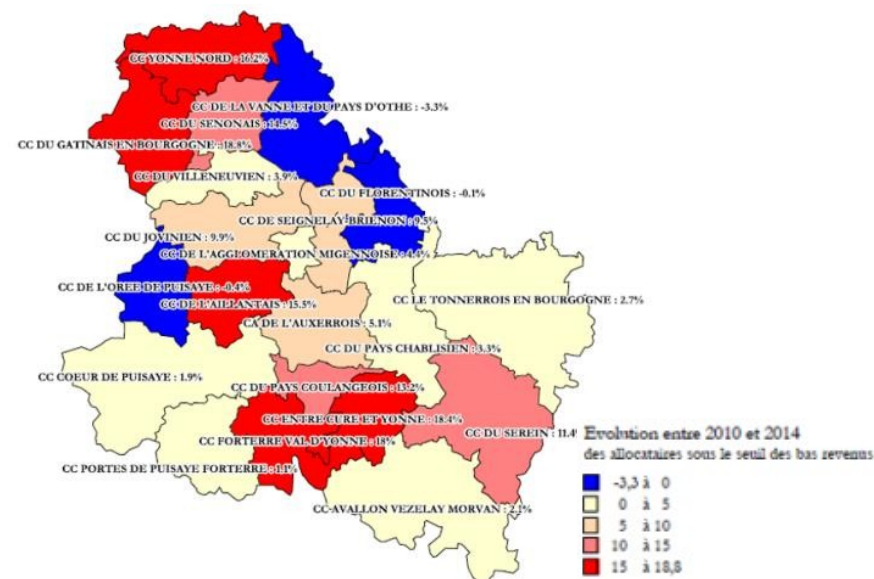 CC YONNE NORD : 16.2%
CC DE LA VANNE ET DU PAYS D'OTHE : -3.3%
CC DU SENONAIS : 14.5%
CC DU GATINAIS EN BOURGOGNE : 18.8%
CC DU VILLENEUVIEN : 3.9%
CC DU FLORENTINOIS : -0.1%
CC DE SEIGNELAY-BRIENON : 9.5%
CC DU JOVINIEN : 9.9%
CC DE L'AGGLOMERATION MIGENNOISE : 4.4%
CC DE L'OREE DE PUISAYE : -0.4%
CC LE TONNERROIS EN BOURGOGNE : 2.7%
CC DE L'AILLANTAIS : 15.5%
CA DE L'AUXERROIS : 5.1%
CC DU PAYS CHABLISIEN : 3.3%
CC COEUR DE PUISAYE : 1.9%
CC DU PAYS COULANGEOIS : 13.2%
CC ENTRE CURE ET YONNE : 18.4%
CC DU SEREIN : 11.4
CC FORTERRE VAL D'YONNE : 18%
CC PORTES DE PUISAYE FORTERRE : 1.1%
CC-AVALLON VEZELAY MORVAN : 2.1%
Evolution entre 2010 et 2014
des allocataires sous le seuil des bas revenus
-3,3 à 0
0 à 5
5 à 10
10 à 15
15 à 18,8